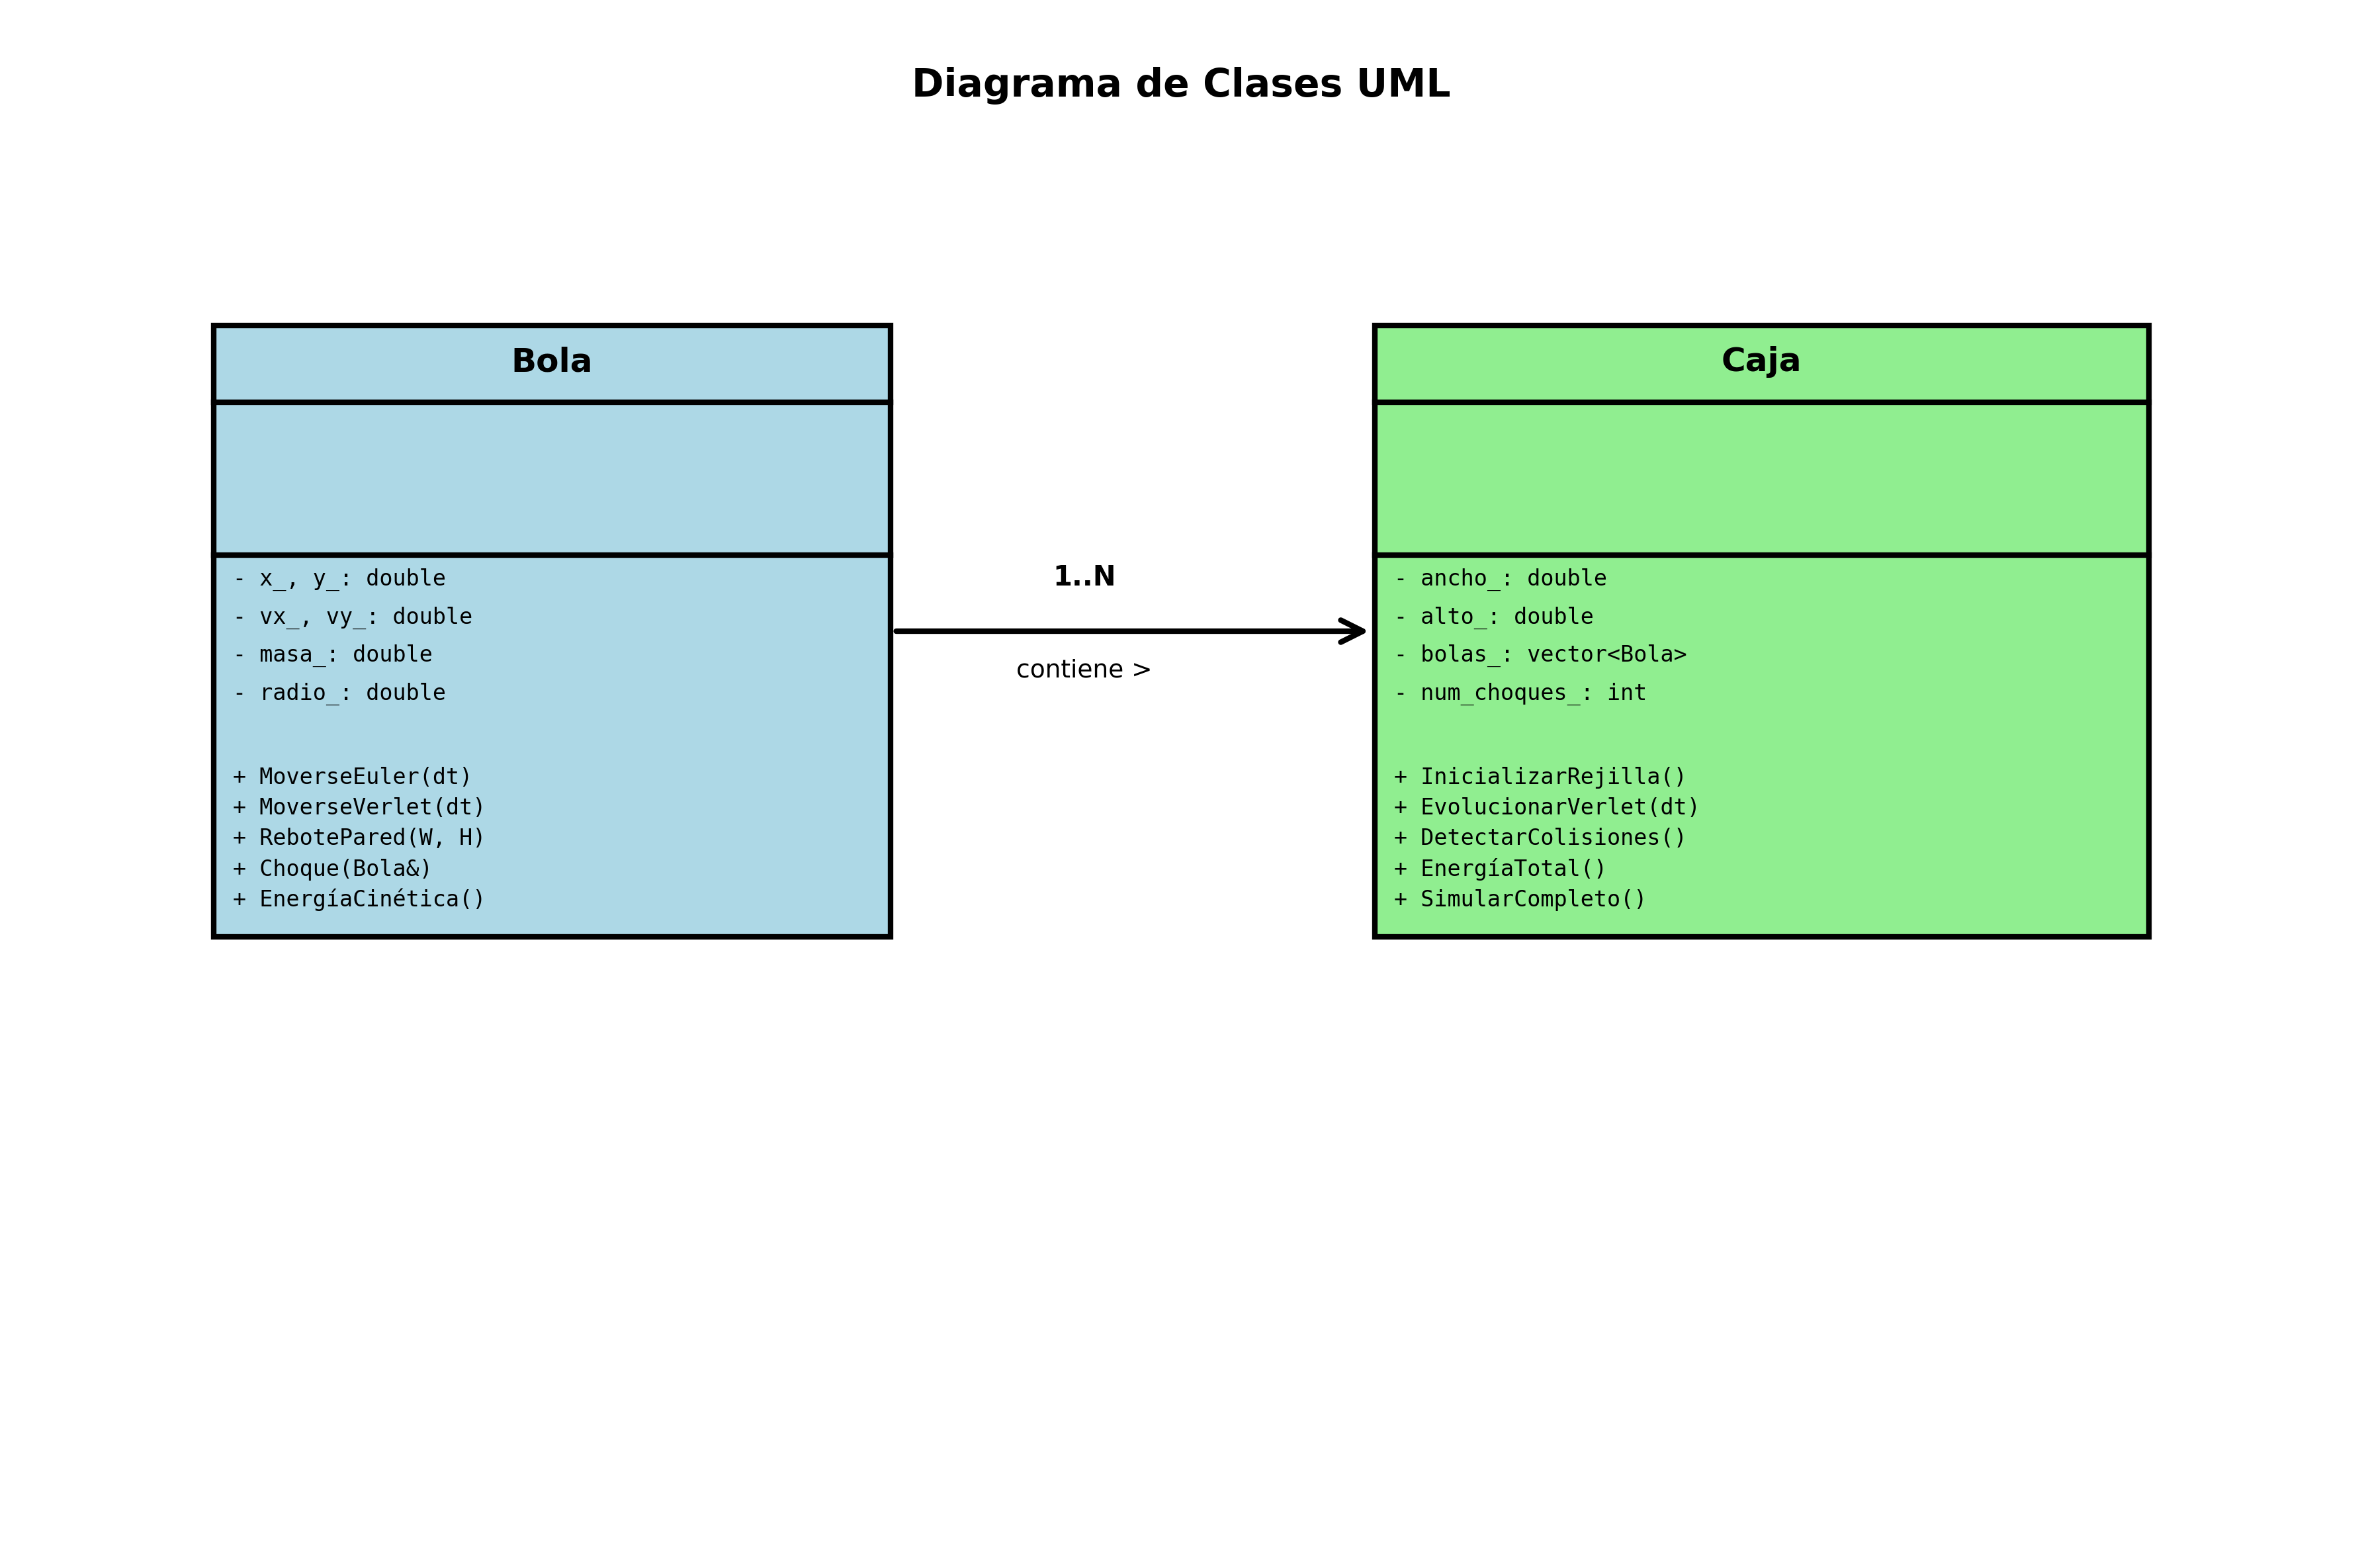 Diagrama de Clases UML
Bola
- x_, y_: double
- vx_, vy_: double
- masa_: double
- radio_: double
+ MoverseEuler(dt)
+ MoverseVerlet(dt)
+ RebotePared(W, H)
+ Choque(Bola&)
+ EnergíaCinética()
1..N
contiene >
Caja
- ancho_: double
- alto_: double
- bolas_: vector<Bola>
- num_choques_: int
+ InicializarRejilla()
+ EvolucionarVerlet(dt)
+ DetectarColisiones()
+ EnergíaTotal()
+ SimularCompleto()